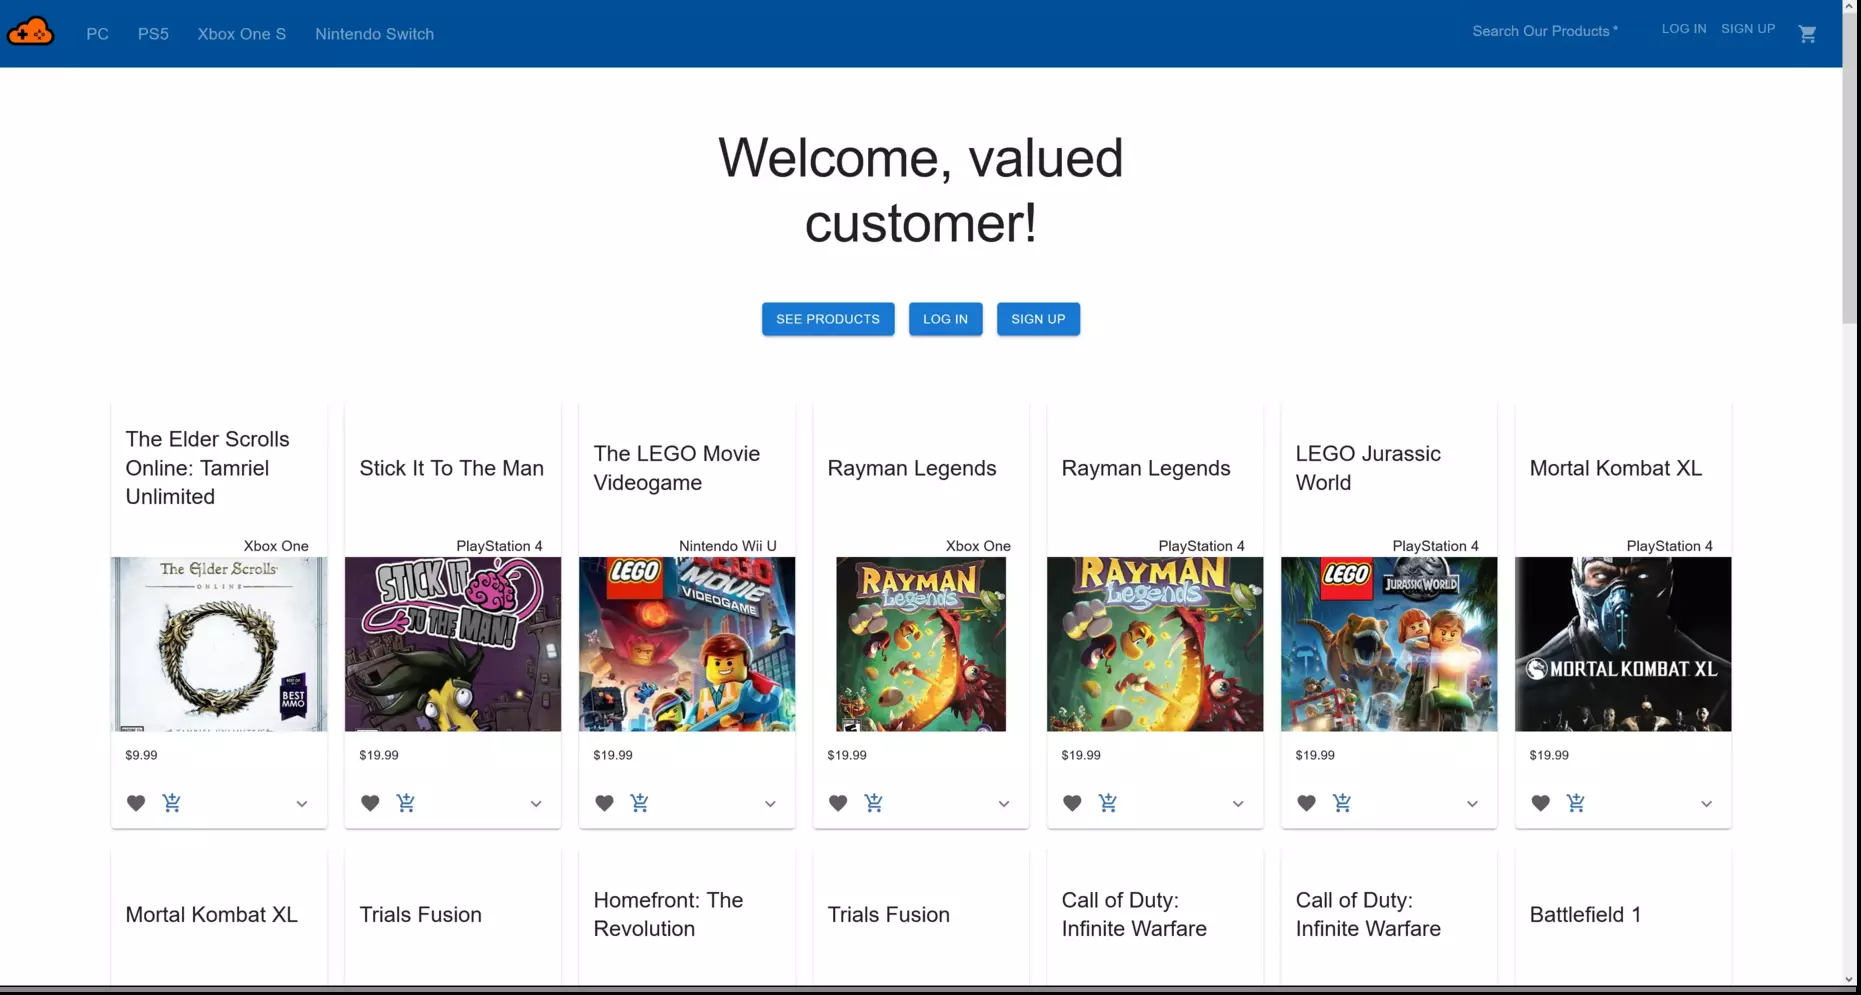 PC PS5 Xbox One S Nintendo Switch Search Our Products * LOG IN SIGN UP
Welcome, valued
customer!
SEE PRODUCTS LOG IN SIGN UP
The Elder Scrolls
Online: Tamriel
Unlimited
Xbox One
The Elder Scrolls
ONLINE
BEST
MMO
$9.99
Stick It To The Man
PlayStation 4
STICK IT
TO THE MAN!
$19.99
The LEGO Movie
Videogame
Nintendo Wii U
LEGO
MOVIE
VIDEOGAME
$19.99
Rayman Legends
Xbox One
RAYMAN
Legends
$19.99
Rayman Legends
PlayStation 4
RAYMAN
Legends
$19.99
LEGO Jurassic
World
PlayStation 4
LEGO
JURASSIC WORLD
$19.99
Mortal Kombat XL
PlayStation 4
MORTAL KOMBAT XL
$19.99
Mortal Kombat XL
Trials Fusion
Homefront: The
Revolution
Trials Fusion
Call of Duty:
Infinite Warfare
Call of Duty:
Infinite Warfare
Battlefield 1